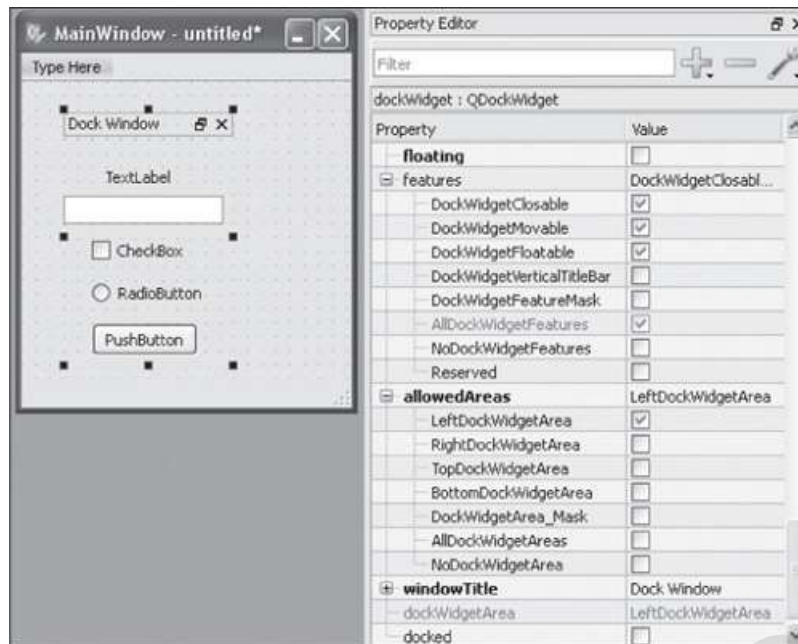 MainWindow - untitled*
Type Here
Dock Window
TextLabel
CheckBox
RadioButton
PushButton
Property Editor
Filter
dockWidget : QDockWidget
Property Value
floating
features DockWidgetClosabl...
DockWidgetClosable
DockWidgetMovable
DockWidgetFloatable
DockWidgetVerticalTitleBar
DockWidgetFeatureMask
AllDockWidgetFeatures
NoDockWidgetFeatures
Reserved
allowedAreas LeftDockWidgetArea
LeftDockWidgetArea
RightDockWidgetArea
TopDockWidgetArea
BottomDockWidgetArea
DockWidgetArea_Mask
AllDockWidgetAreas
NoDockWidgetArea
windowTitle Dock Window
dockWidgetArea LeftDockWidgetArea
docked